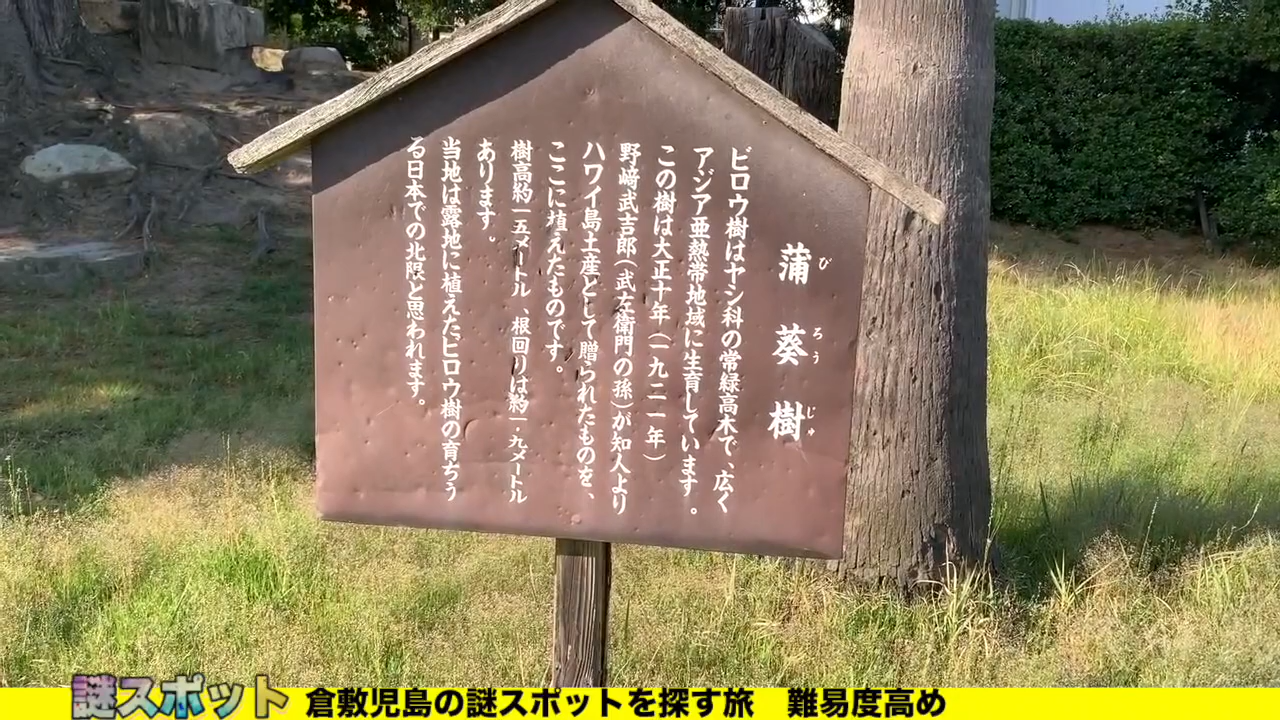 蒲葵樹
び
ろう
じゅ
ビロウ樹はヤシ科の常緑高木で、広く
アジア亜熱帯地域に生育しています。
この樹は大正十年(一九二一年)
野﨑武吉郎(武左衛門の孫)が知人より
ハワイ島土産として贈られたものを、
ここに埴えたものです。
樹高約一五メートル、根回りは約一・九メートル
あります。
当地は露地に植えたビロウ樹の育ちう
る日本での北限と思われます。
謎スポット
倉敷児島の謎スポットを探す旅　難易度高め